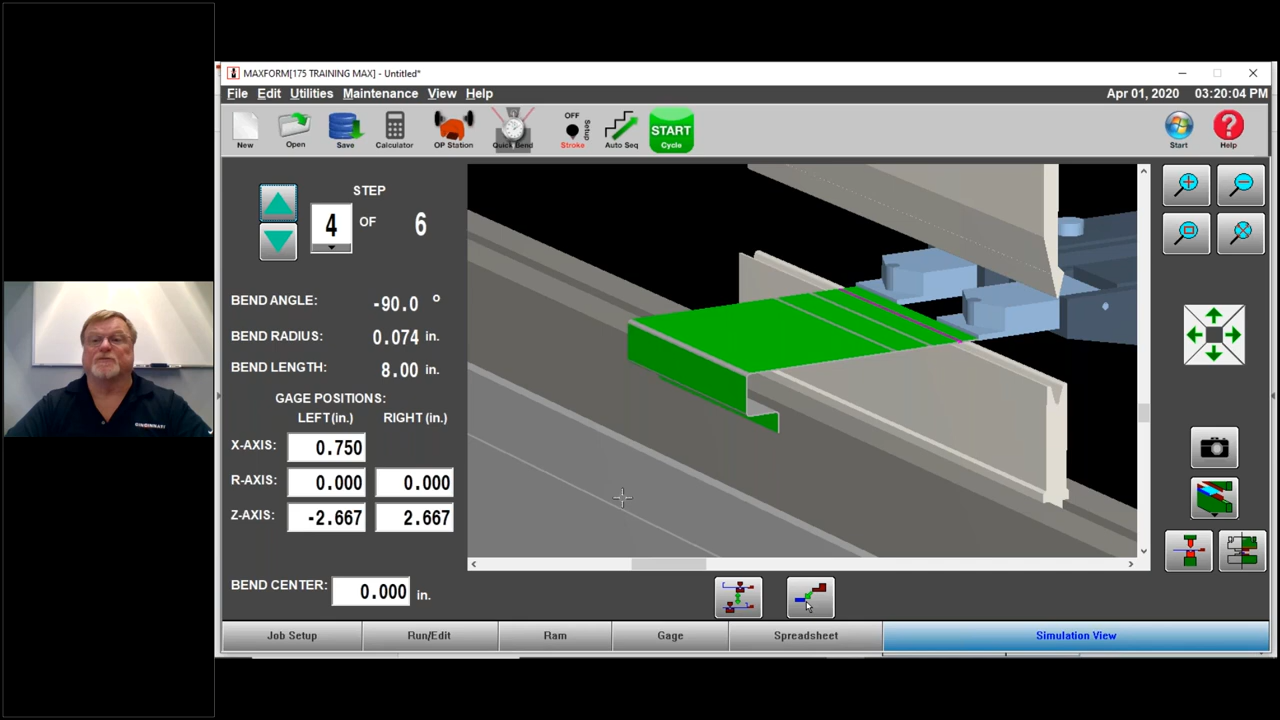 MAXFORM[175 TRAINING MAX] - Untitled*
File Edit Utilities Maintenance View Help Apr 01, 2020 03:20:04 PM
New Open Save Calculator OP Station Quick Bend OFF Setup Stroke Auto Seq START Cycle Start Help
STEP
4 OF 6
BEND ANGLE: -90.0 °
BEND RADIUS: 0.074 in.
BEND LENGTH: 8.00 in.
GAGE POSITIONS:
LEFT(in.) RIGHT(in.)
X-AXIS: 0.750
R-AXIS: 0.000 0.000
Z-AXIS: -2.667 2.667
BEND CENTER: 0.000 in.
Job Setup Run/Edit Ram Gage Spreadsheet Simulation View
CINCINNATI